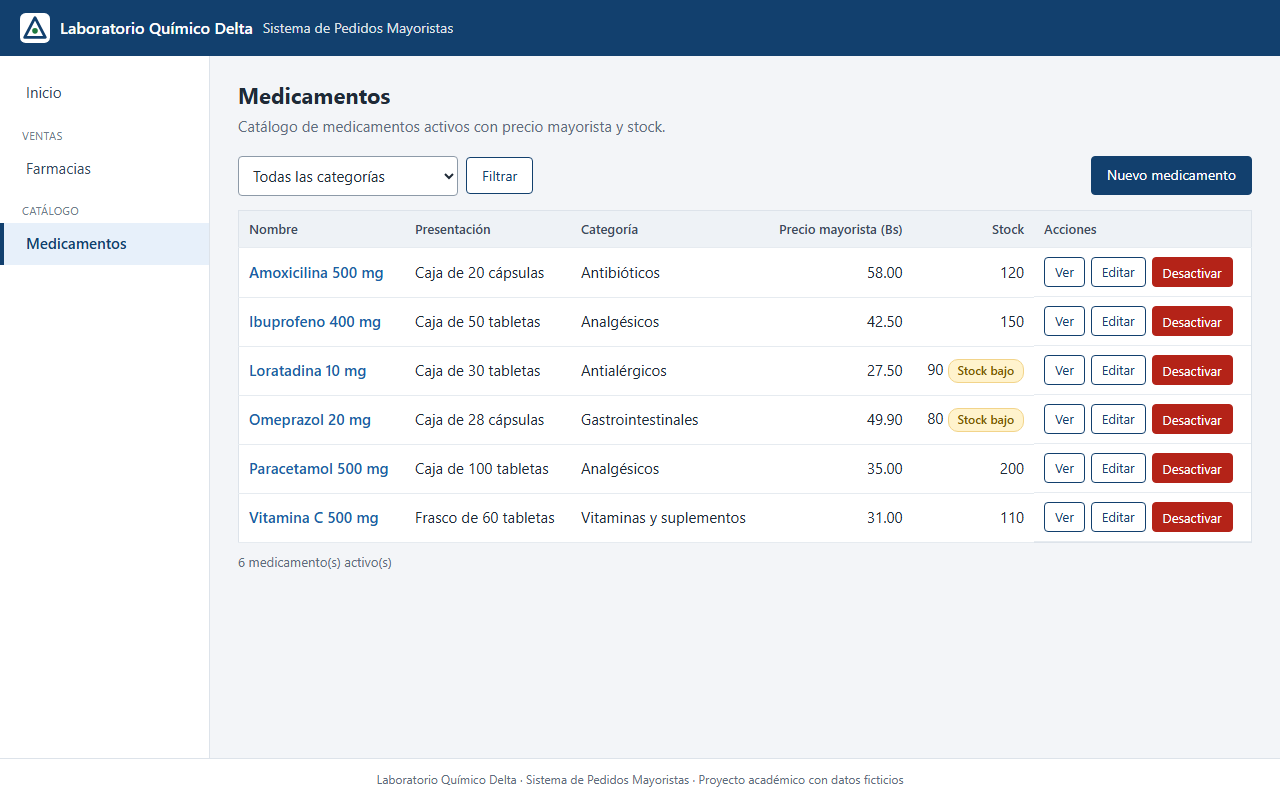 Laboratorio Químico Delta Sistema de Pedidos Mayoristas
Inicio
VENTAS
Farmacias
CATÁLOGO
Medicamentos
Medicamentos
Catálogo de medicamentos activos con precio mayorista y stock.
Todas las categorías Filtrar Nuevo medicamento
Nombre Presentación Categoría Precio mayorista (Bs) Stock Acciones
Amoxicilina 500 mg Caja de 20 cápsulas Antibióticos 58.00 120 Ver Editar Desactivar
Ibuprofeno 400 mg Caja de 50 tabletas Analgésicos 42.50 150 Ver Editar Desactivar
Loratadina 10 mg Caja de 30 tabletas Antialérgicos 27.50 90 Stock bajo Ver Editar Desactivar
Omeprazol 20 mg Caja de 28 cápsulas Gastrointestinales 49.90 80 Stock bajo Ver Editar Desactivar
Paracetamol 500 mg Caja de 100 tabletas Analgésicos 35.00 200 Ver Editar Desactivar
Vitamina C 500 mg Frasco de 60 tabletas Vitaminas y suplementos 31.00 110 Ver Editar Desactivar
6 medicamento(s) activo(s)
Laboratorio Químico Delta · Sistema de Pedidos Mayoristas · Proyecto académico con datos ficticios